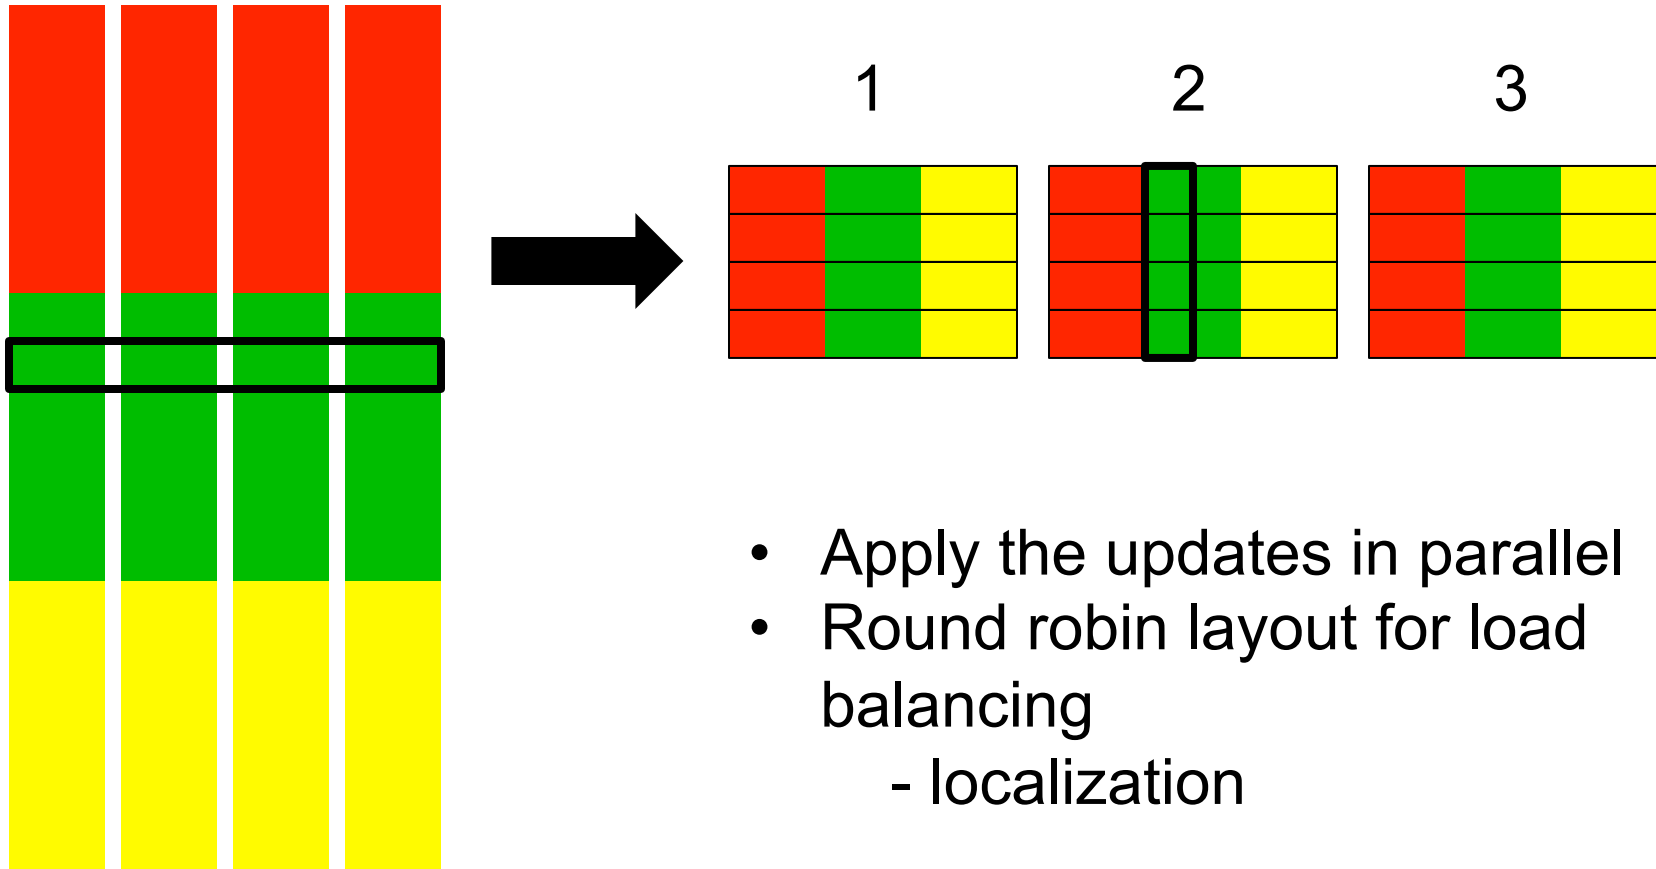 1 2 3
• Apply the updates in parallel
• Round robin layout for load
balancing
- localization